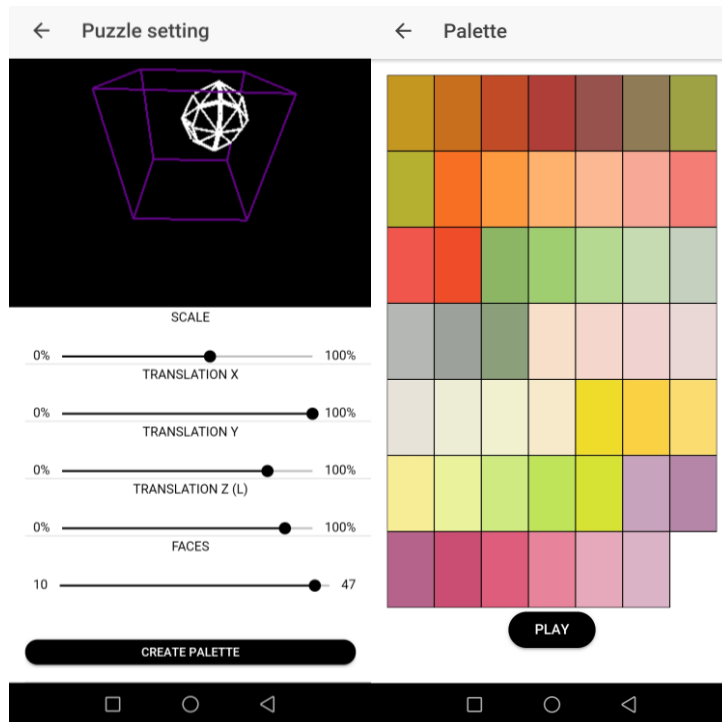 Puzzle setting
SCALE
0% 100%
TRANSLATION X
0% 100%
TRANSLATION Y
0% 100%
TRANSLATION Z (L)
0% 100%
FACES
10 47
CREATE PALETTE
Palette
PLAY